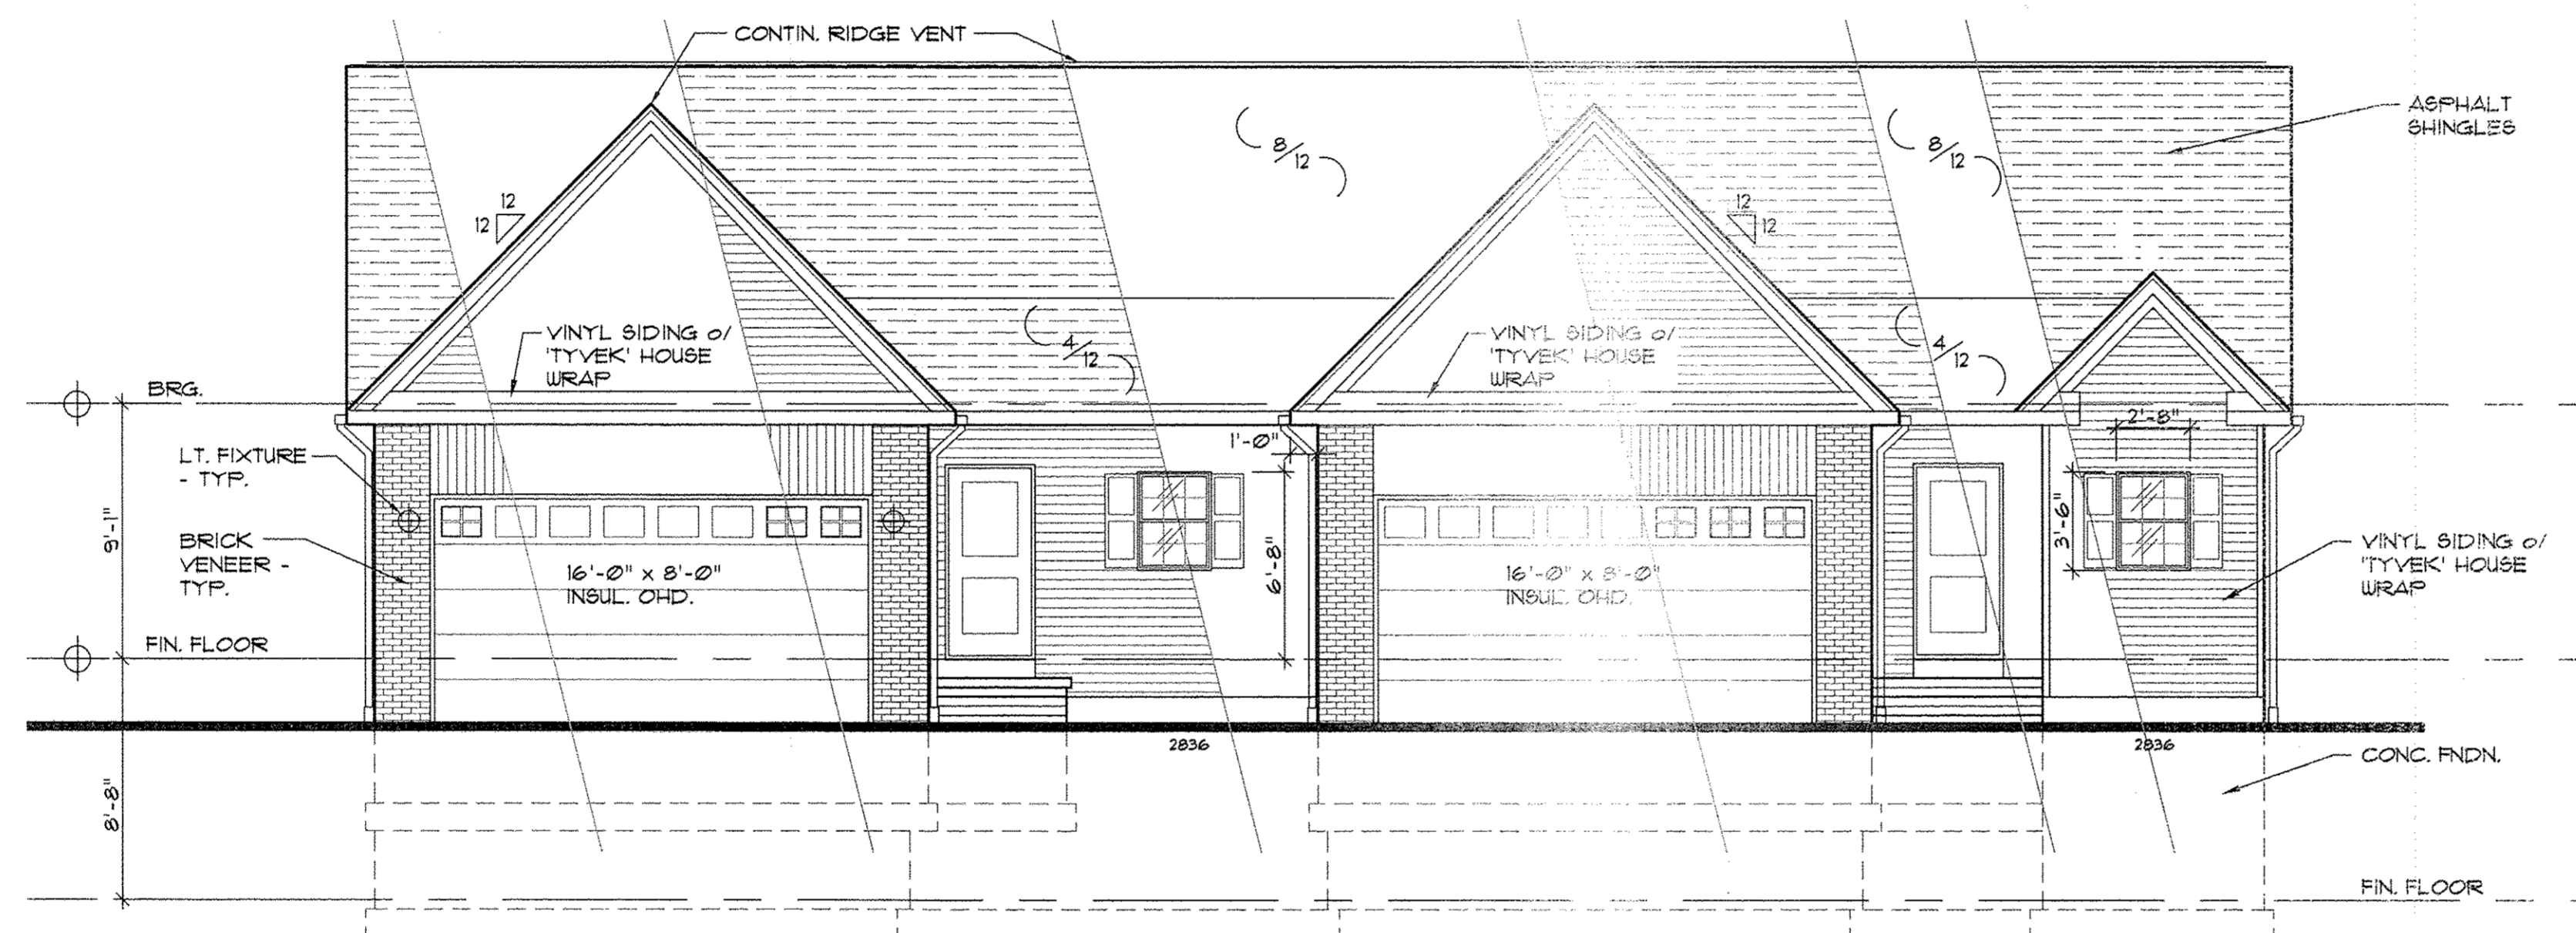 CONTIN. RIDGE VENT
ASPHALT
SHINGLES
8/12
8/12
12
12
12
12
VINYL SIDING o/
'TYVEK' HOUSE
WRAP
4/12
VINYL SIDING o/
'TYVEK' HOUSE
WRAP
4/12
BRG.
2'-8"
1'-0"
LT. FIXTURE
- TYP.
9'-1"
BRICK
VENEER -
TYP.
16'-0" x 8'-0"
INSUL. OHD.
6'-8"
16'-0" x 8'-0"
INSUL. OHD.
3'-6"
VINYL SIDING o/
'TYVEK' HOUSE
WRAP
FIN. FLOOR
2836
2836
CONC. FNDN.
8'-8"
FIN. FLOOR